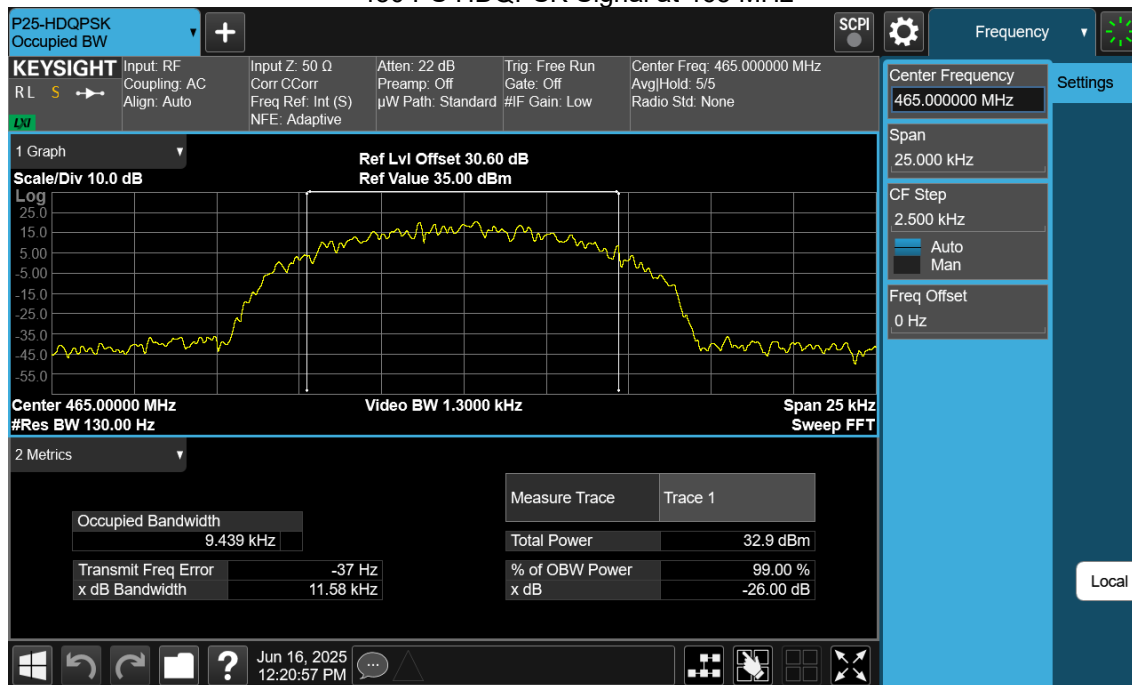 P25-HDQPSK
Occupied BW
SCPI
Frequency
KEYSIGHT
RL S
LXI
Input: RF
Coupling: AC
Align: Auto
Input Z: 50 Ω
Corr CCorr
Freq Ref: Int (S)
NFE: Adaptive
Atten: 22 dB
Preamp: Off
µW Path: Standard
Trig: Free Run
Gate: Off
#IF Gain: Low
Center Freq: 465.000000 MHz
Avg|Hold: 5/5
Radio Std: None
Center Frequency
465.000000 MHz
Settings
Span
25.000 kHz
CF Step
2.500 kHz
Auto
Man
Freq Offset
0 Hz
1 Graph
Scale/Div 10.0 dB
Ref Lvl Offset 30.60 dB
Ref Value 35.00 dBm
Log
25.0
15.0
5.00
-5.00
-15.0
-25.0
-35.0
-45.0
-55.0
Center 465.00000 MHz
#Res BW 130.00 Hz
Video BW 1.3000 kHz
Span 25 kHz
Sweep FFT
2 Metrics
Measure Trace Trace 1
Occupied Bandwidth
9.439 kHz
Total Power 32.9 dBm
Transmit Freq Error -37 Hz
x dB Bandwidth 11.58 kHz
% of OBW Power 99.00 %
x dB -26.00 dB
Local
?
Jun 16, 2025
12:20:57 PM